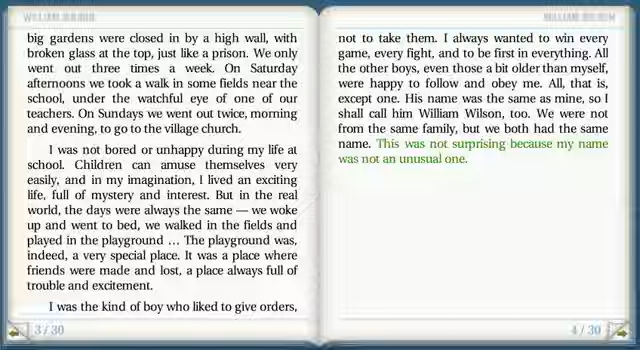 WILLIAM WILSON
big gardens were closed in by a high wall, with
broken glass at the top, just like a prison. We only
went out three times a week. On Saturday
afternoons we took a walk in some fields near the
school, under the watchful eye of one of our
teachers. On Sundays we went out twice, morning
and evening, to go to the village church.
I was not bored or unhappy during my life at
school. Children can amuse themselves very
easily, and in my imagination, I lived an exciting
life, full of mystery and interest. But in the real
world, the days were always the same — we woke
up and went to bed, we walked in the fields and
played in the playground … The playground was,
indeed, a very special place. It was a place where
friends were made and lost, a place always full of
trouble and excitement.
I was the kind of boy who liked to give orders,
3 / 30
WILLIAM WILSON
not to take them. I always wanted to win every
game, every fight, and to be first in everything. All
the other boys, even those a bit older than myself,
were happy to follow and obey me. All, that is,
except one. His name was the same as mine, so I
shall call him William Wilson, too. We were not
from the same family, but we both had the same
name. This was not surprising because my name
was not an unusual one.
4 / 30